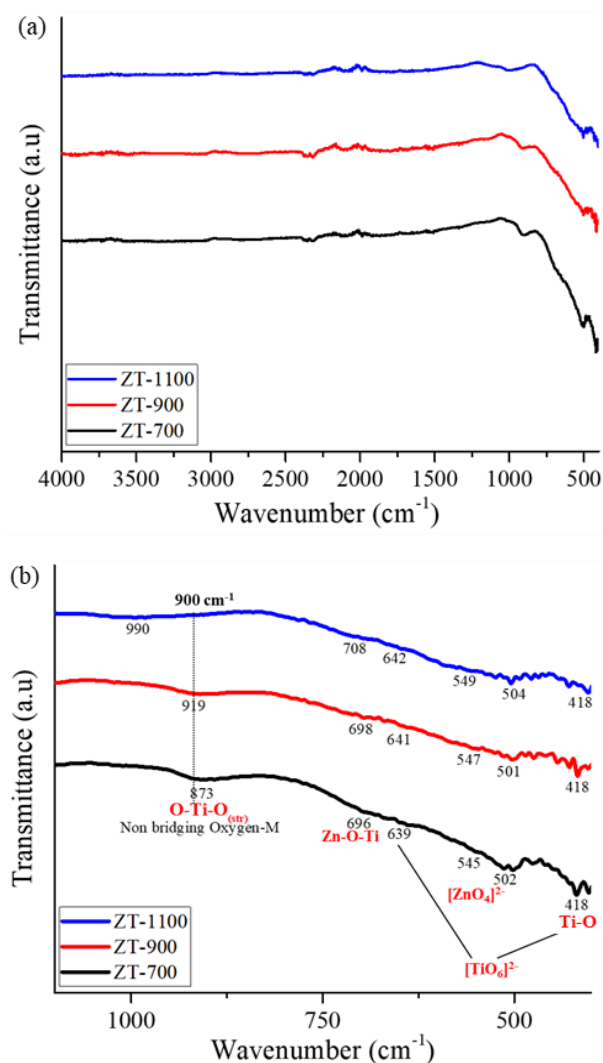 (a)
Transmittance (a.u)
ZT-1100
ZT-900
ZT-700
4000 3500 3000 2500 2000 1500 1000 500
Wavenumber (cm⁻¹)
(b)
Transmittance (a.u)
900 cm⁻¹
990
708
642
549
504
418
919
698
641
547
501
418
873
O-Ti-O(str)
Non bridging Oxygen-M
696
639
Zn-O-Ti
545
502
418
[ZnO₄]²⁻
Ti-O
[TiO₆]²⁻
ZT-1100
ZT-900
ZT-700
1000 750 500
Wavenumber (cm⁻¹)